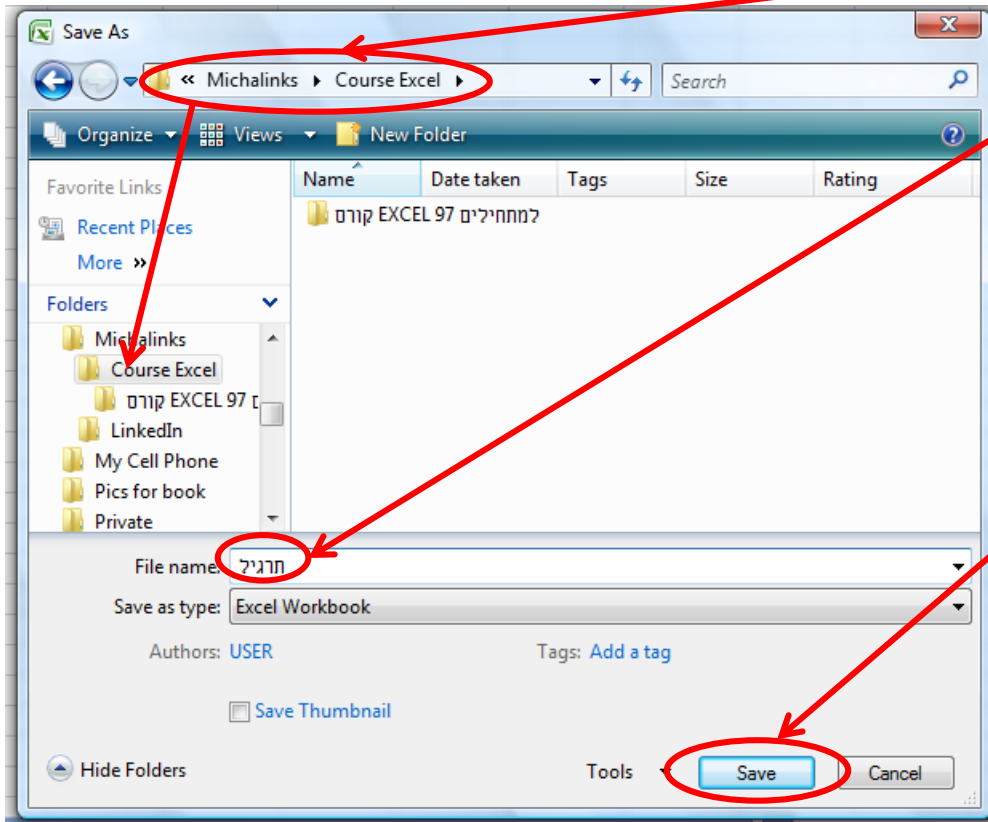 Save As
« Michalinks Course Excel
Search
Organize Views New Folder
Favorite Links
Recent Places
More »
Folders
Michalinks
Course Excel
קורס EXCEL 97
LinkedIn
My Cell Phone
Pics for book
Private
Name Date taken Tags Size Rating
קורס EXCEL 97 למתחילים
File name: תרגיל
Save as type: Excel Workbook
Authors: USER Tags: Add a tag
Save Thumbnail
Hide Folders Tools Save Cancel